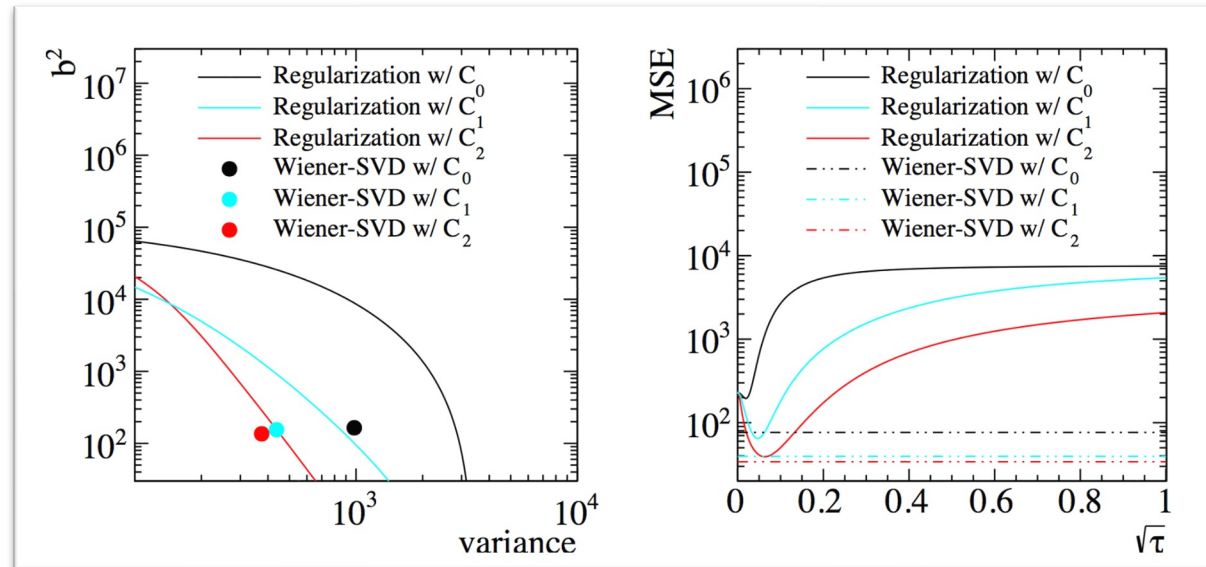 b²
10⁷
10⁶
10⁵
10⁴
10³
10²
Regularization w/ C₀
Regularization w/ C₁
Regularization w/ C₂
Wiener-SVD w/ C₀
Wiener-SVD w/ C₁
Wiener-SVD w/ C₂
10³
10⁴
variance
MSE
10⁶
10⁵
10⁴
10³
10²
Regularization w/ C₀
Regularization w/ C₁
Regularization w/ C₂
Wiener-SVD w/ C₀
Wiener-SVD w/ C₁
Wiener-SVD w/ C₂
0 0.2 0.4 0.6 0.8 1
√τ